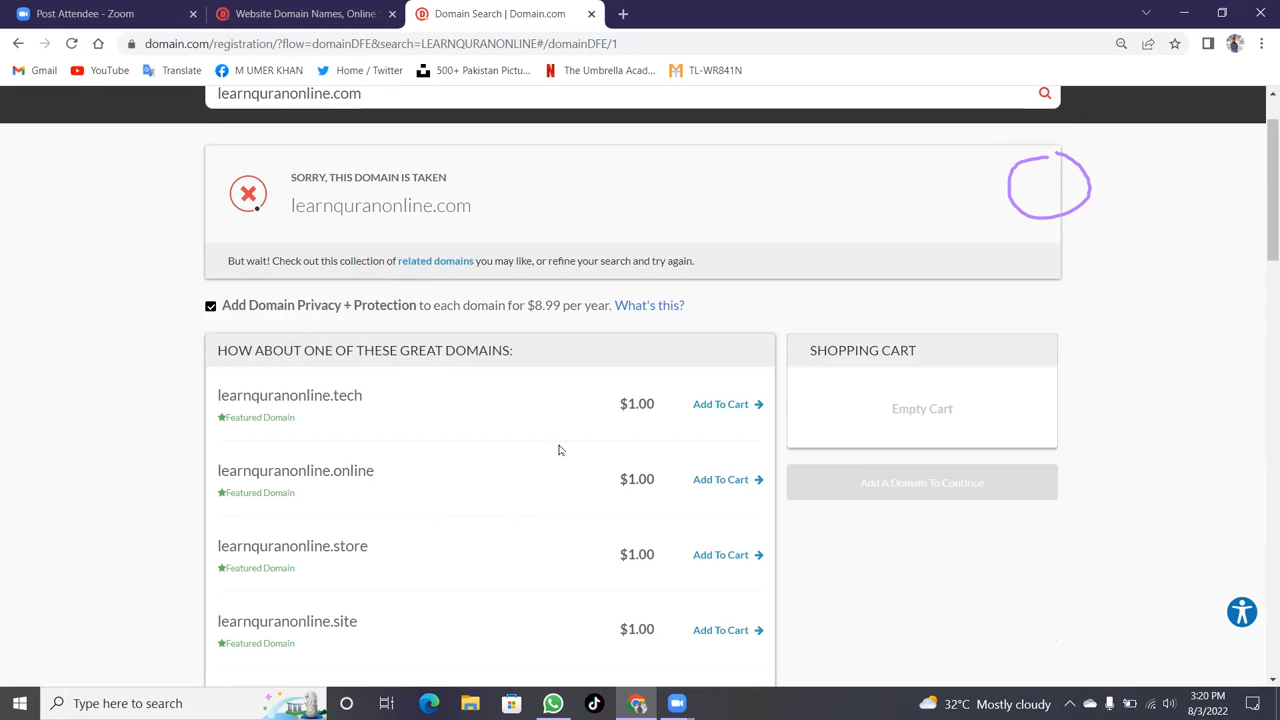 Post Attendee - Zoom
Website Domain Names, Online
Domain Search | Domain.com
domain.com/registration/?flow=domainDFE&search=LEARNQURANONLINE#/domainDFE/1
Gmail
YouTube
Translate
M UMER KHAN
Home / Twitter
500+ Pakistan Pictu...
The Umbrella Acad...
TL-WR841N
learnquranonline.com
SORRY, THIS DOMAIN IS TAKEN
learnquranonline.com
But wait! Check out this collection of related domains you may like, or refine your search and try again.
Add Domain Privacy + Protection to each domain for $8.99 per year. What's this?
HOW ABOUT ONE OF THESE GREAT DOMAINS:
learnquranonline.tech
Featured Domain
$1.00
Add To Cart
learnquranonline.online
Featured Domain
$1.00
Add To Cart
learnquranonline.store
Featured Domain
$1.00
Add To Cart
learnquranonline.site
Featured Domain
$1.00
Add To Cart
SHOPPING CART
Empty Cart
Add A Domain To Continue
Type here to search
32°C Mostly cloudy
3:20 PM
8/3/2022